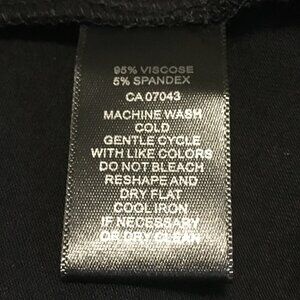 95% VISCOSE
5% SPANDEX
CA 07043
MACHINE WASH
COLD
GENTLE CYCLE
WITH LIKE COLORS
DO NOT BLEACH
RESHAPE AND
DRY FLAT
COOL IRON
IF NECESSARY
OR DRY CLEAN